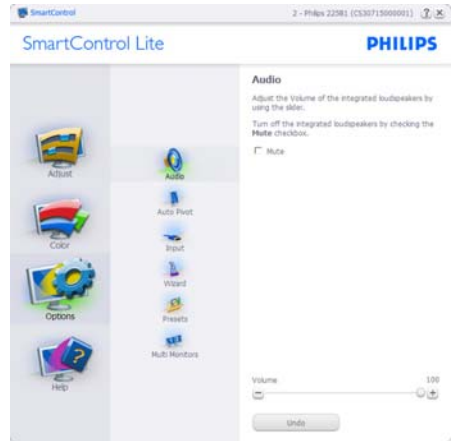 SmartControl
2 - Philips 225B1 (CS30715000001)
SmartControl Lite
PHILIPS
Adjust
Color
Options
Help
Audio
Auto Pivot
Input
Wizard
Presets
Multi Monitors
Audio
Adjust the Volume of the integrated loudspeakers by
using the slider.
Turn off the integrated loudspeakers by checking the
Mute checkbox.
Mute
Volume 100
Undo